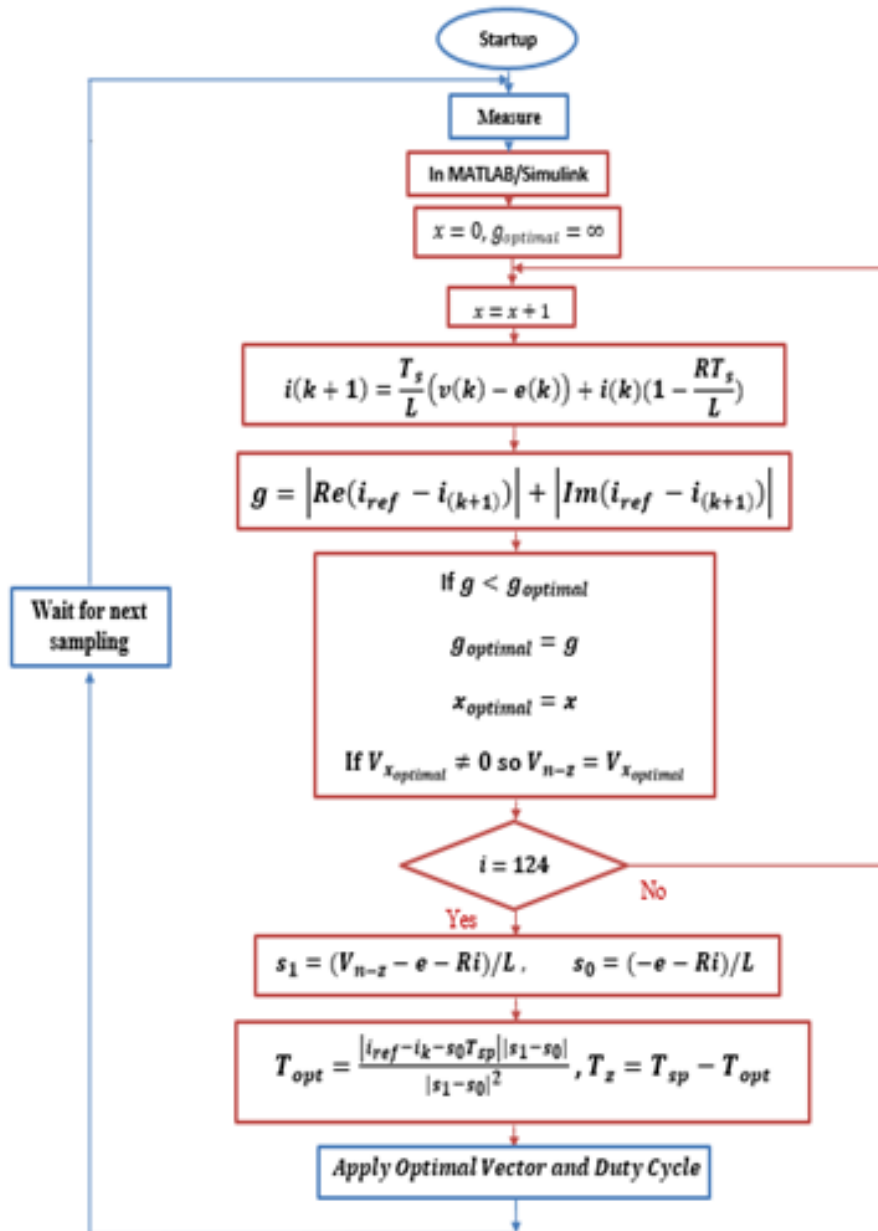 Startup
Measure
In MATLAB/Simulink
x = 0, g_optimal = ∞
x = x + 1
i(k + 1) = T_s/L (v(k) − e(k)) + i(k)(1 − RT_s/L)
g = |Re(i_ref − i_(k+1))| + |Im(i_ref − i_(k+1))|
If g < g_optimal
g_optimal = g
x_optimal = x
If V_x_optimal ≠ 0 so V_n−z = V_x_optimal
Wait for next
sampling
i = 124
No
Yes
s_1 = (V_n−z − e − Ri)/L , s_0 = (−e − Ri)/L
T_opt = |i_ref−i_k−s_0T_sp||s_1−s_0| / |s_1−s_0|^2 , T_z = T_sp − T_opt
Apply Optimal Vector and Duty Cycle